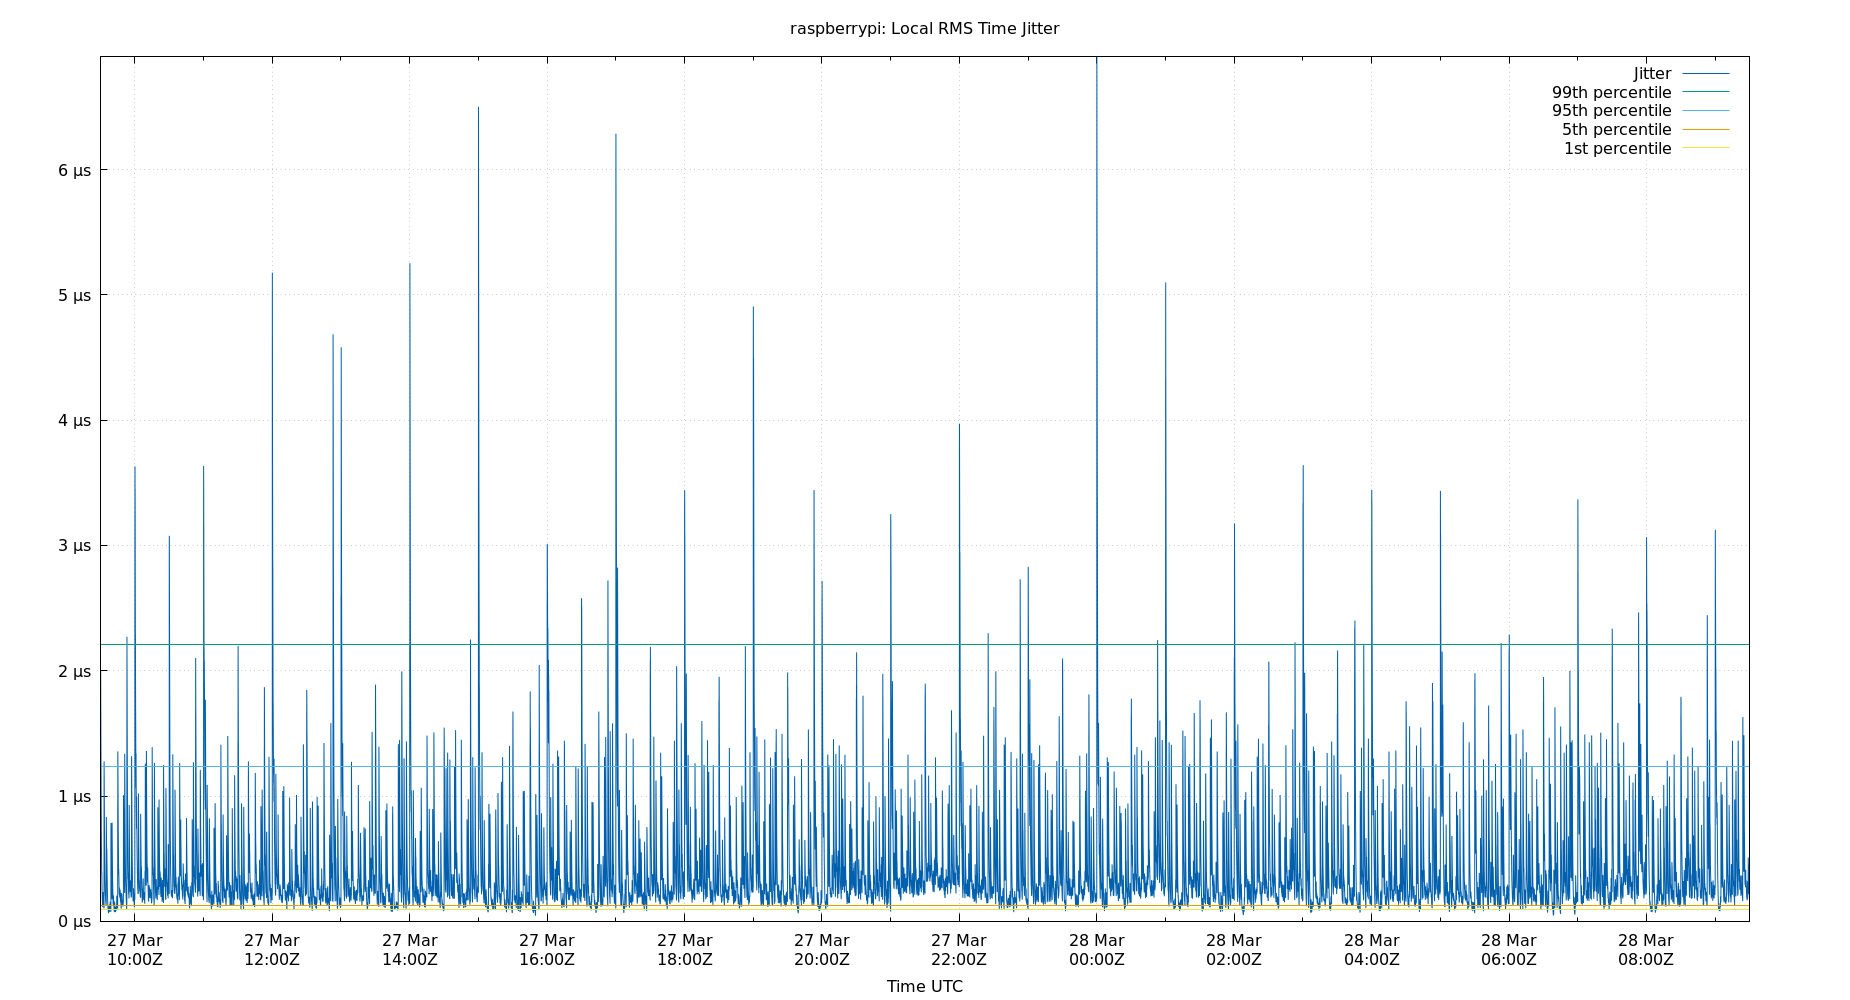 raspberrypi: Local RMS Time Jitter
Jitter
99th percentile
95th percentile
5th percentile
1st percentile
6 µs
5 µs
4 µs
3 µs
2 µs
1 µs
0 µs
27 Mar 27 Mar 27 Mar 27 Mar 27 Mar 27 Mar 27 Mar 28 Mar 28 Mar 28 Mar 28 Mar 28 Mar
10:00Z 12:00Z 14:00Z 16:00Z 18:00Z 20:00Z 22:00Z 00:00Z 02:00Z 04:00Z 06:00Z 08:00Z
Time UTC